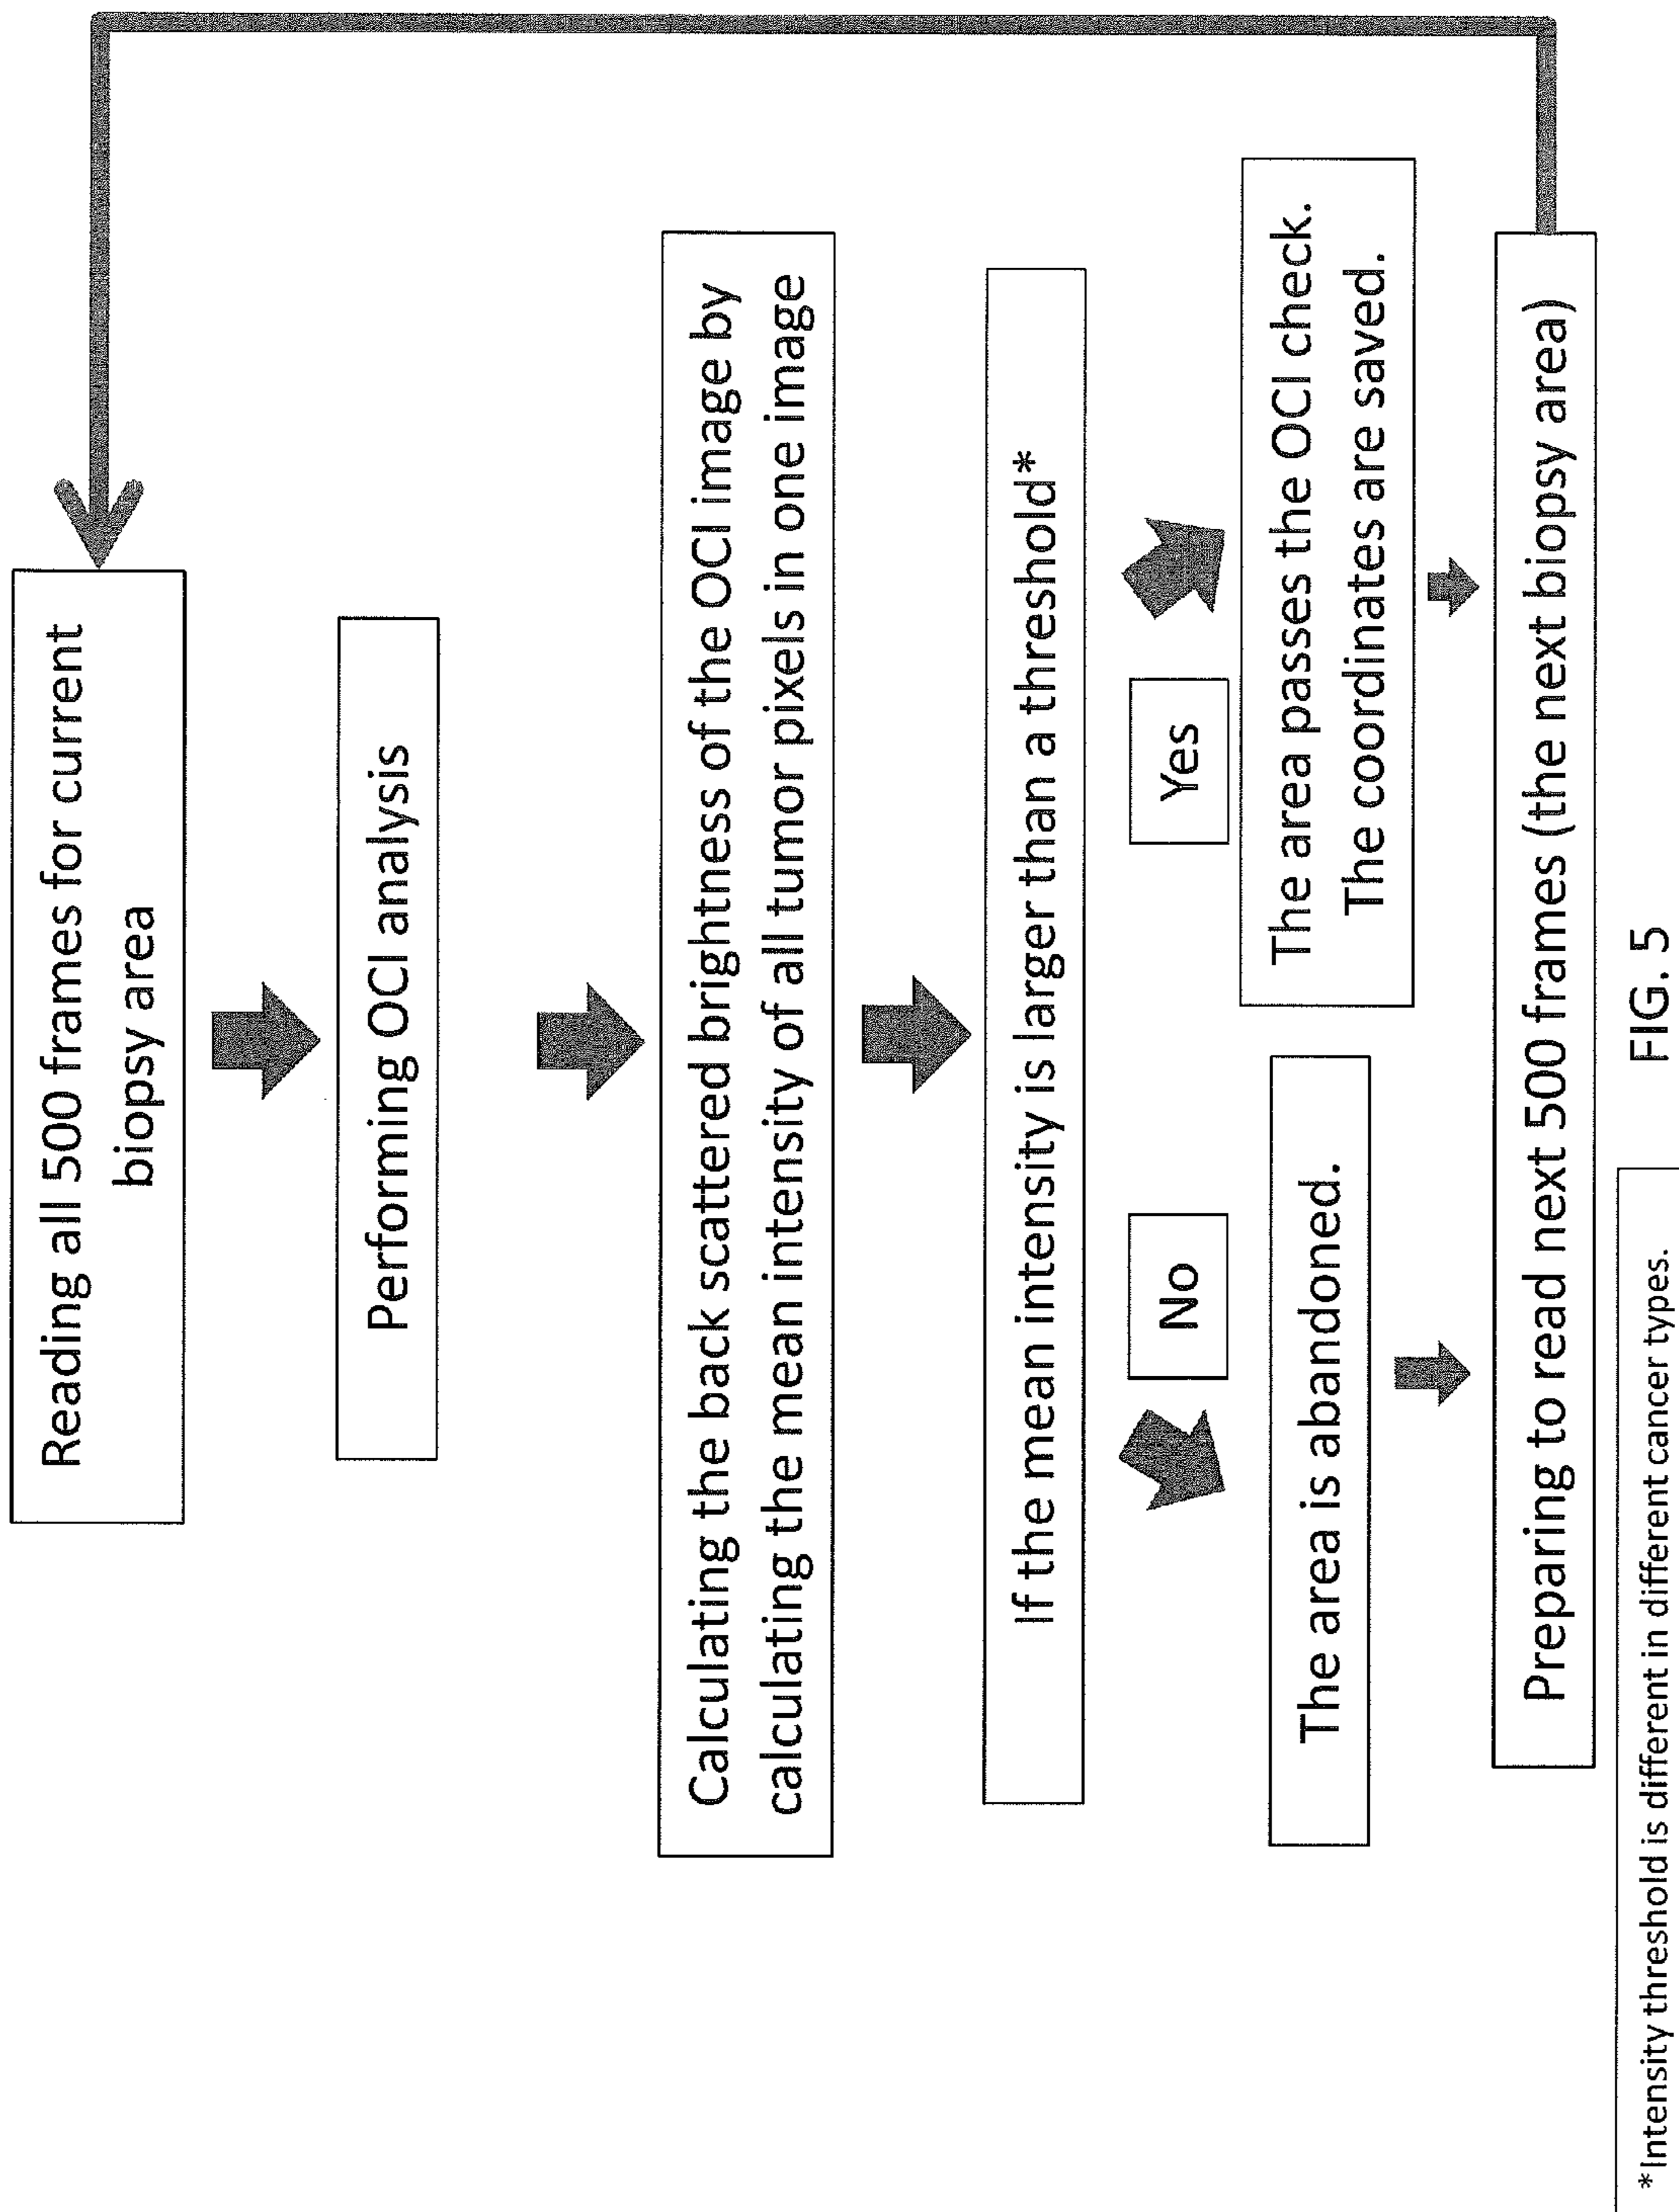 Reading all 500 frames for current
biopsy area
Performing OCI analysis
Calculating the back scattered brightness of the OCI image by
calculating the mean intensity of all tumor pixels in one image
If the mean intensity is larger than a threshold*
No
Yes
The area is abandoned.
The area passes the OCI check.
The coordinates are saved.
Preparing to read next 500 frames (the next biopsy area)
*Intensity threshold is different in different cancer types.
FIG. 5